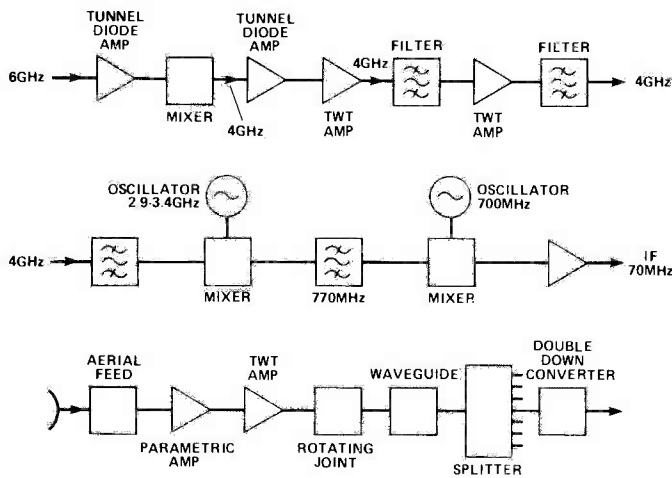 TUNNEL
DIODE
AMP
TUNNEL
DIODE AMP
FILTER
FILTER
4GHz
6GHz
4GHz
MIXER
4GHz
TWT
AMP
TWT
AMP
OSCILLATOR
2.9-3.4GHz
OSCILLATOR
700MHz
4GHz
IF
70MHz
MIXER
770MHz
MIXER
AERIAL
FEED
TWT
AMP
WAVEGUIDE
DOUBLE
DOWN
CONVERTER
PARAMETRIC
AMP
ROTATING
JOINT
SPLITTER